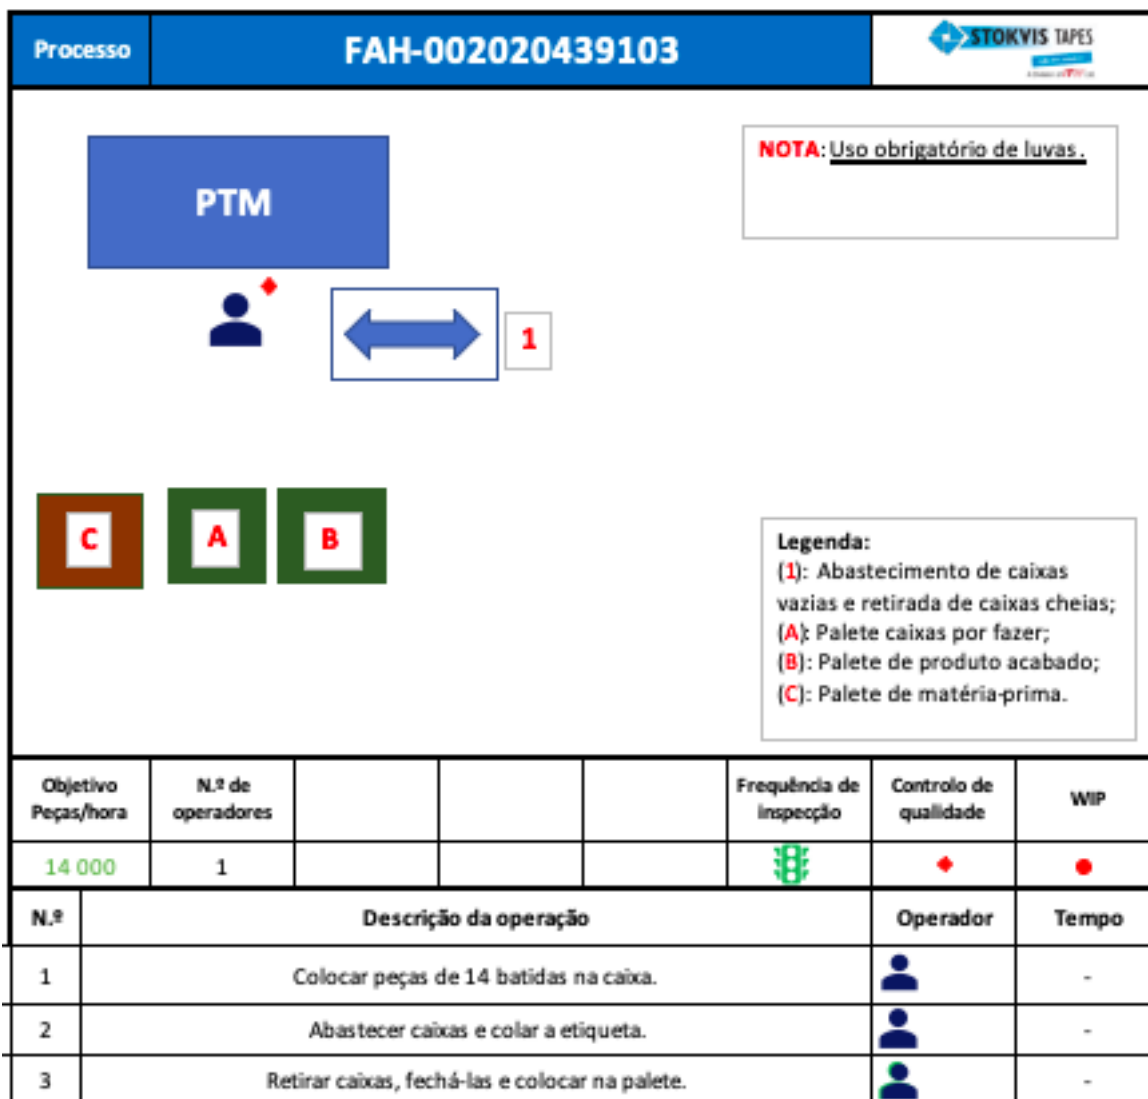 Processo
FAH-002020439103
STOKVIS TAPES
PTM
NOTA: Uso obrigatório de luvas.
1
C
A
B
Legenda:
(1): Abastecimento de caixas
vazias e retirada de caixas cheias;
(A): Palete caixas por fazer;
(B): Palete de produto acabado;
(C): Palete de matéria-prima.
Objetivo
Peças/hora
N.º de
operadores
Frequência de
inspecção
Controlo de
qualidade
WIP
14 000
1
N.º
Descrição da operação
Operador
Tempo
1
Colocar peças de 14 batidas na caixa.
-
2
Abastecer caixas e colar a etiqueta.
-
3
Retirar caixas, fechá-las e colocar na palete.
-